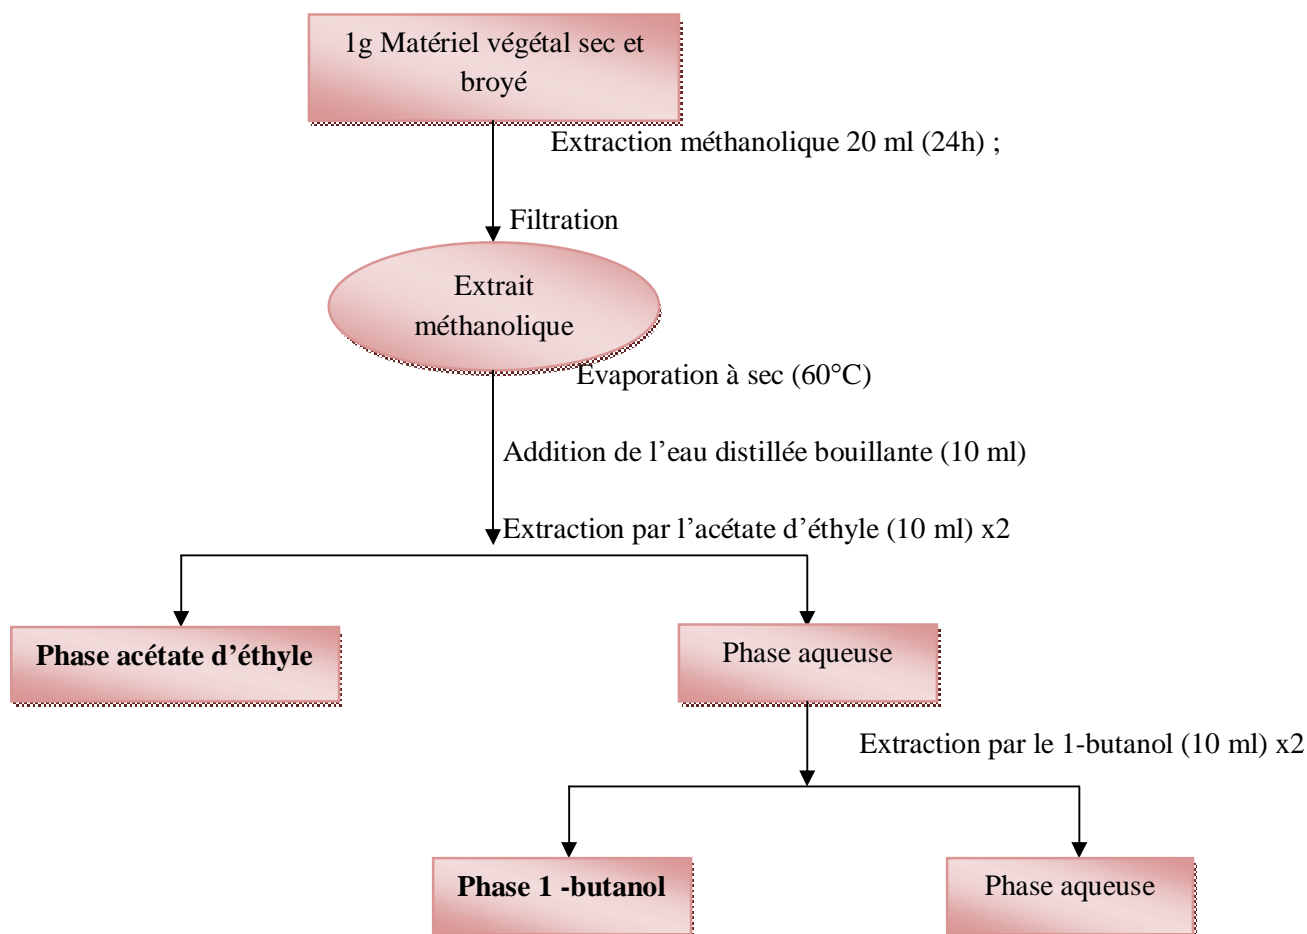 1g Matériel végétal sec et
broyé
Extraction méthanolique 20 ml (24h) ;
Filtration
Extrait
méthanolique
Evaporation à sec (60°C)
Addition de l’eau distillée bouillante (10 ml)
Extraction par l’acétate d’éthyle (10 ml) x2
Phase acétate d’éthyle
Phase aqueuse
Extraction par le 1-butanol (10 ml) x2
Phase 1 -butanol
Phase aqueuse